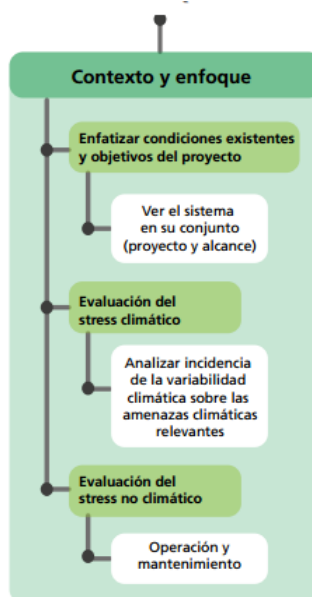 Contexto y enfoque
Enfatizar condiciones existentes
y objetivos del proyecto
Ver el sistema
en su conjunto
(proyecto y alcance)
Evaluación del
stress climático
Analizar incidencia
de la variabilidad
climática sobre las
amenazas climáticas
relevantes
Evaluación del
stress no climático
Operación y
mantenimiento